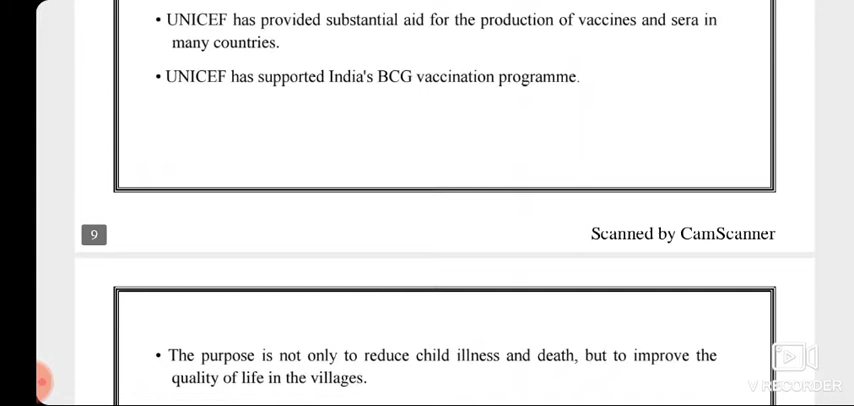 • UNICEF has provided substantial aid for the production of vaccines and sera in
many countries.
• UNICEF has supported India's BCG vaccination programme.
9
Scanned by CamScanner
• The purpose is not only to reduce child illness and death, but to improve the
quality of life in the villages.
V RECORDER